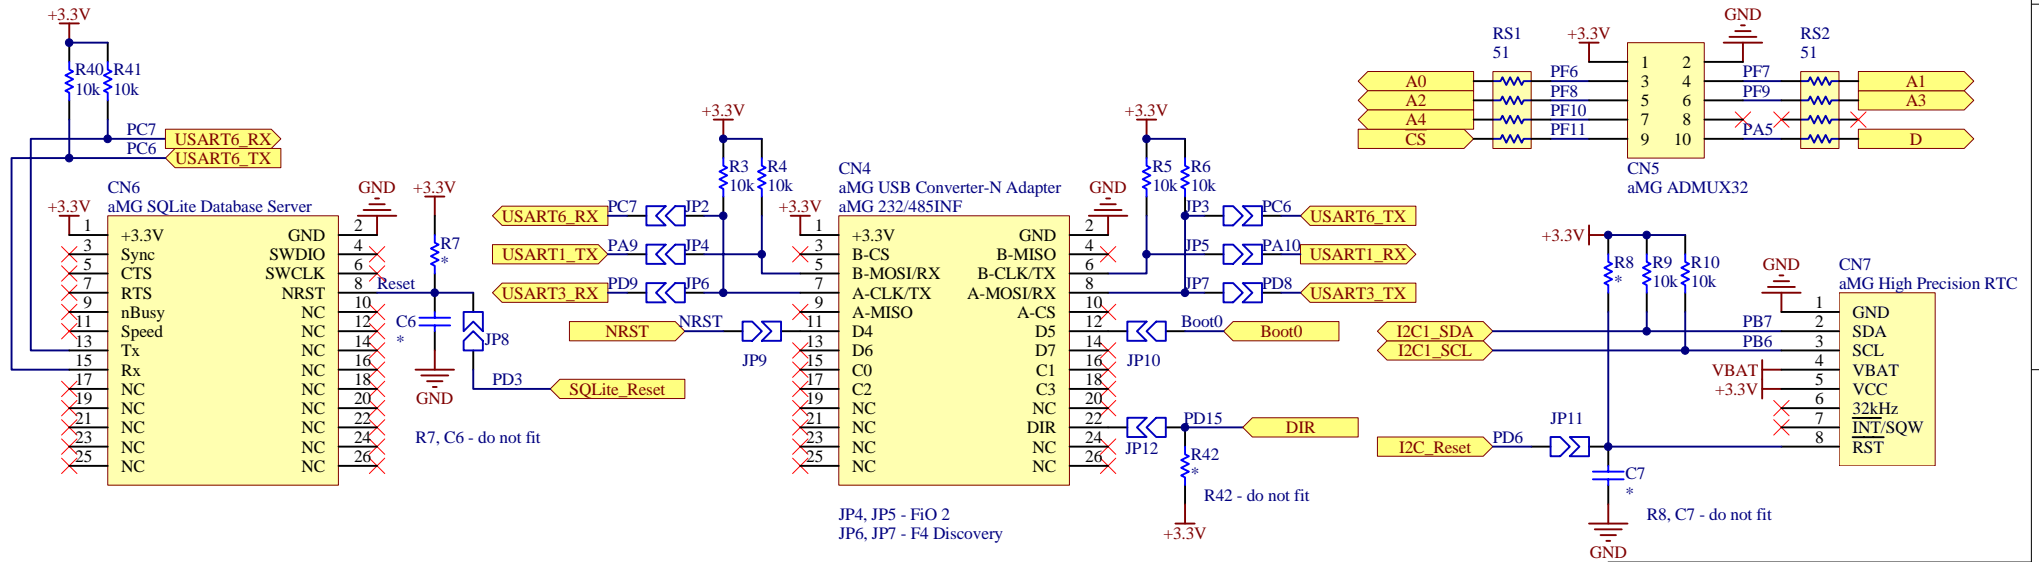 +3.3V
R40
10k
R41
10k
PC7
USART6_RX
PC6
USART6_TX
CN6
aMG SQLite Database Server
+3.3V
GND
1 +3.3V GND 2
3 Sync SWDIO 4
5 CTS SWCLK 6
7 RTS NRST 8
9 nBusy NC 10
11 Speed NC 12
13 Tx NC 14
15 Rx NC 16
17 NC NC 18
19 NC NC 20
21 NC NC 22
23 NC NC 24
25 NC NC 26
+3.3V
R7
*
Reset
C6
*
GND
JP8
PD3
SQLite_Reset
R7, C6 - do not fit
+3.3V
R3
10k
R4
10k
USART6_RX PC7 JP2
USART1_TX PA9 JP4
USART3_RX PD9 JP6
NRST NRST
JP9
CN4
aMG USB Converter-N Adapter
aMG 232/485INF
+3.3V
GND
1 +3.3V GND 2
3 B-CS B-MISO 4
5 B-MOSI/RX B-CLK/TX 6
7 A-CLK/TX A-MOSI/RX 8
9 A-MISO A-CS 10
11 D4 D5 12
13 D6 D7 14
15 C0 C1 16
17 C2 C3 18
19 NC NC 20
21 NC DIR 22
23 NC NC 24
25 NC NC 26
JP4, JP5 - FiO 2
JP6, JP7 - F4 Discovery
+3.3V
R5
10k
R6
10k
JP3 PC6 USART6_TX
JP5 PA10 USART1_RX
JP7 PD8 USART3_TX
Boot0 Boot0
JP10
PD15 DIR
JP12
R42
*
R42 - do not fit
+3.3V
RS1
51
+3.3V
GND
RS2
51
1 2
A0 PF6 3 4 PF7 A1
A2 PF8 5 6 PF9 A3
A4 PF10 7 8
CS PF11 9 10 PA5 D
CN5
aMG ADMUX32
+3.3V
R8
*
R9
10k
R10
10k
GND
CN7
aMG High Precision RTC
1 GND
I2C1_SDA PB7 2 SDA
I2C1_SCL PB6 3 SCL
VBAT 4 VBAT
+3.3V 5 VCC
6 32kHz
7 INT/SQW
I2C_Reset PD6 JP11 8 RST
C7
*
R8, C7 - do not fit
GND